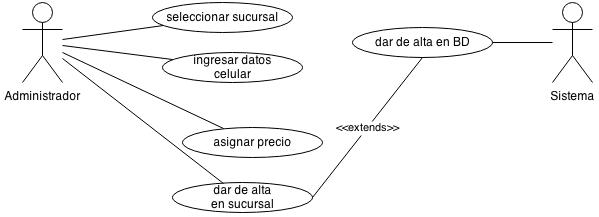 seleccionar sucursal
dar de alta en BD
ingresar datos
celular
Administrador
Sistema
<<extends>>
asignar precio
dar de alta
en sucursal